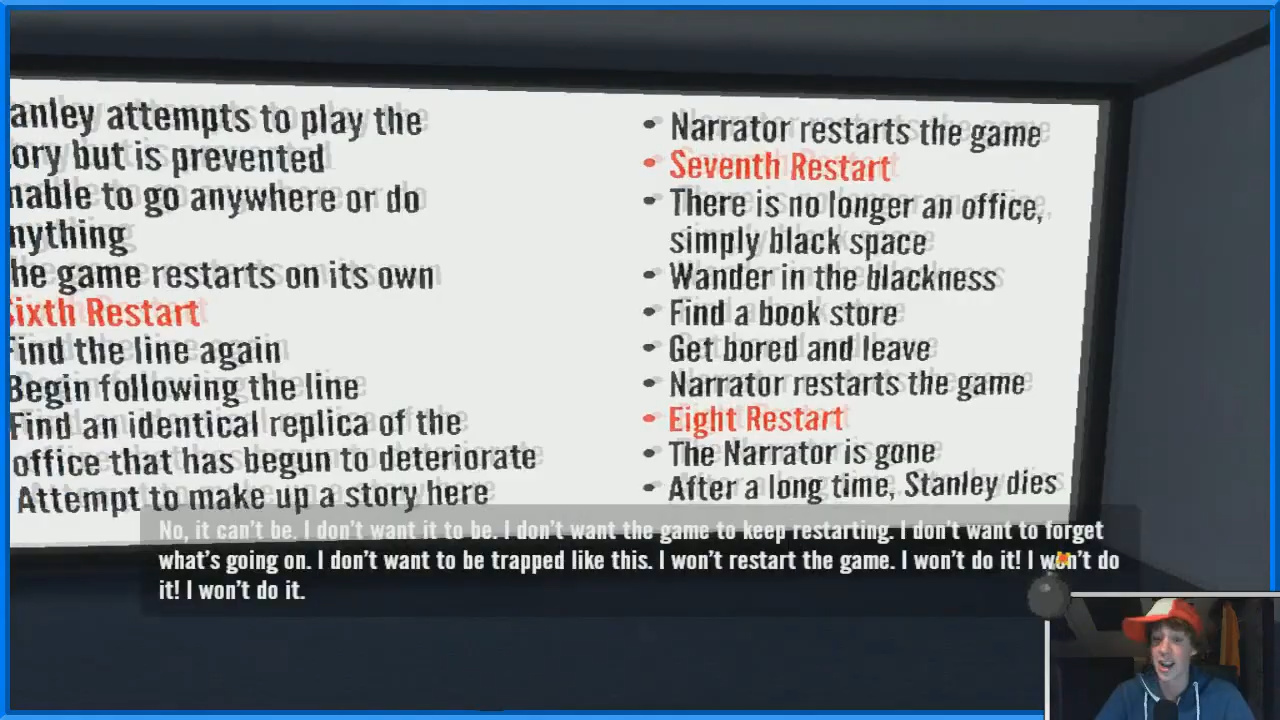 anley attempts to play the
ory but is prevented
nable to go anywhere or do
nything
he game restarts on its own
Sixth Restart
Find the line again
Begin following the line
Find an identical replica of the
office that has begun to deteriorate
Attempt to make up a story here
• Narrator restarts the game
• Seventh Restart
• There is no longer an office,
simply black space
• Wander in the blackness
• Find a book store
• Get bored and leave
• Narrator restarts the game
• Eight Restart
• The Narrator is gone
• After a long time, Stanley dies
No, it can't be. I don't want it to be. I don't want the game to keep restarting. I don't want to forget
what's going on. I don't want to be trapped like this. I won't restart the game. I won't do it! I won't do
it! I won't do it.